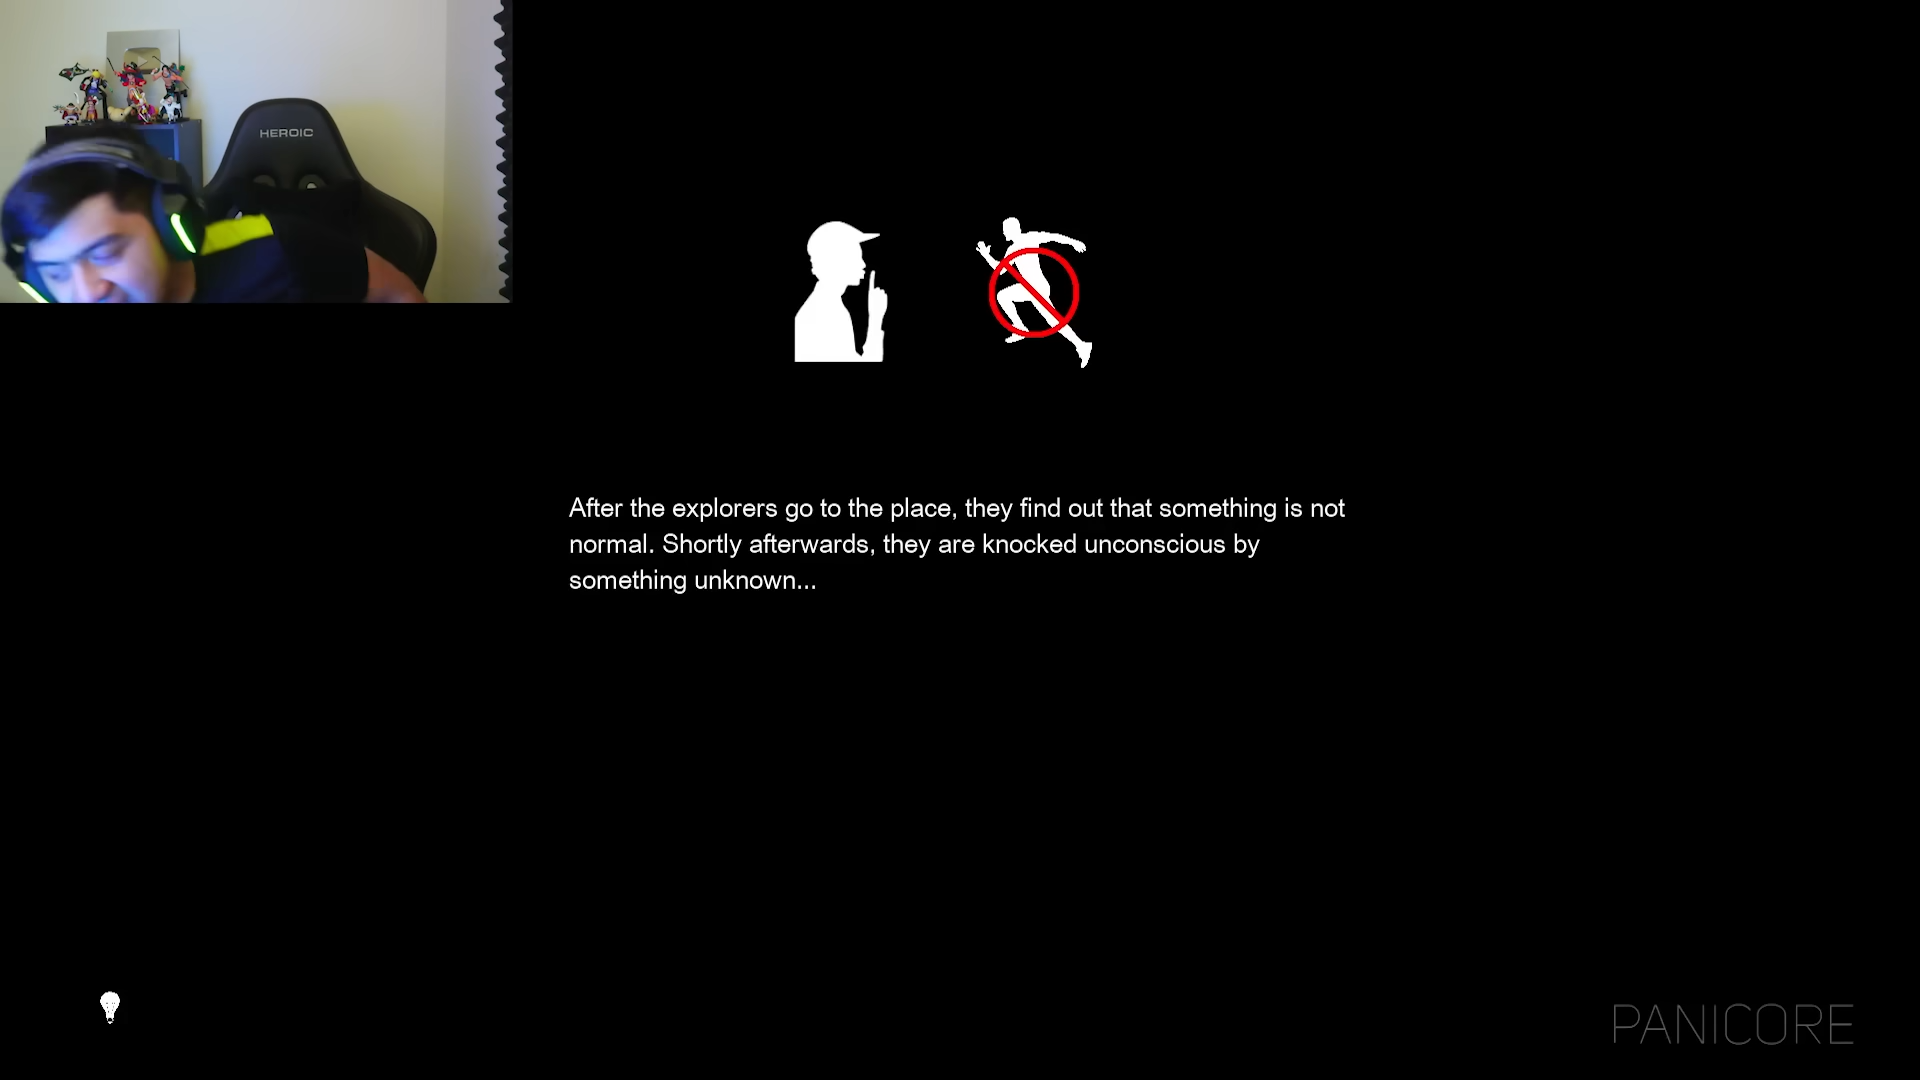 HEROIC
After the explorers go to the place, they find out that something is not
normal. Shortly afterwards, they are knocked unconscious by
something unknown...
PANICORE